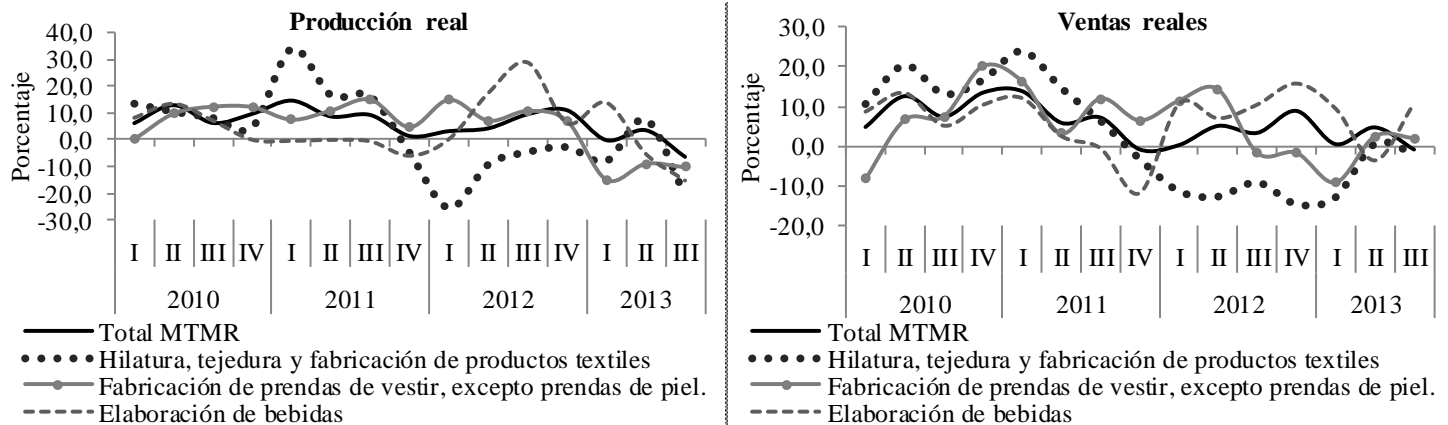 Producción real
Porcentaje
40,0
30,0
20,0
10,0
0,0
-10,0
-20,0
-30,0
I II III IV I II III IV I II III IV I II III
2010 2011 2012 2013
Total MTMR
Hilatura, tejedura y fabricación de productos textiles
Fabricación de prendas de vestir, excepto prendas de piel.
Elaboración de bebidas
Ventas reales
Porcentaje
30,0
20,0
10,0
0,0
-10,0
-20,0
I II III IV I II III IV I II III IV I II III
2010 2011 2012 2013
Total MTMR
Hilatura, tejedura y fabricación de productos textiles
Fabricación de prendas de vestir, excepto prendas de piel.
Elaboración de bebidas